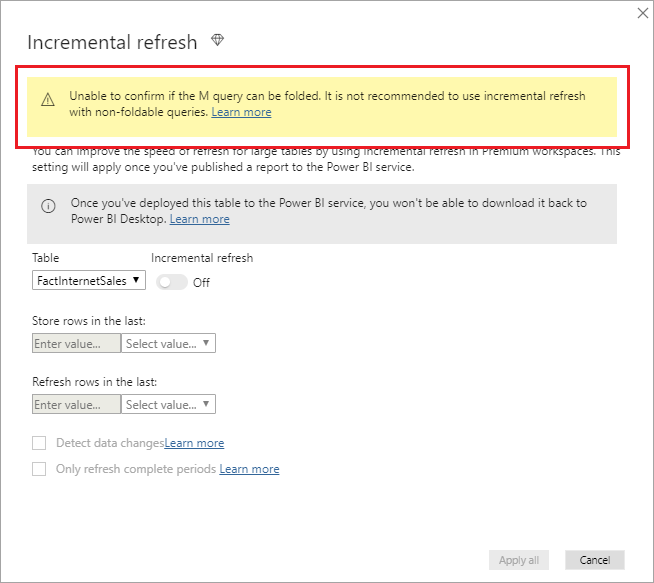 Incremental refresh
Unable to confirm if the M query can be folded. It is not recommended to use incremental refresh
with non-foldable queries. Learn more
You can improve the speed of refresh for large tables by using incremental refresh in Premium workspaces. This
setting will apply once you've published a report to the Power BI service.
Once you've deployed this table to the Power BI service, you won't be able to download it back to
Power BI Desktop. Learn more
Table Incremental refresh
FactInternetSales Off
Store rows in the last:
Enter value... Select value...
Refresh rows in the last:
Enter value... Select value...
Detect data changesLearn more
Only refresh complete periods Learn more
Apply all Cancel